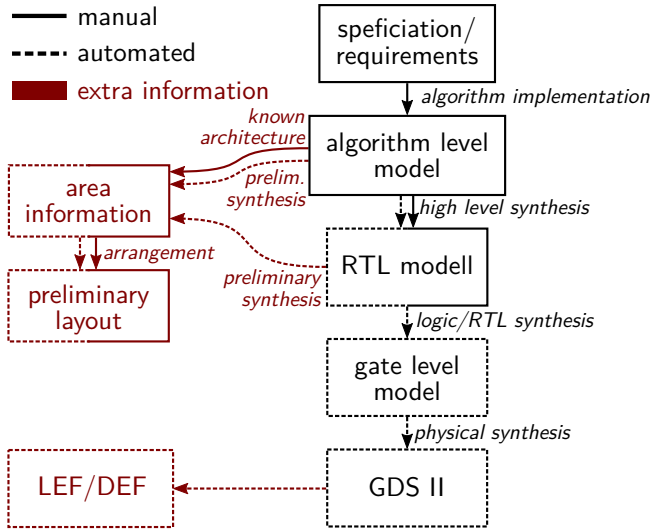 manual
automated
extra information
speficiation/
requirements
algorithm implementation
known
architecture
algorithm level
model
prelim.
synthesis
area
information
high level synthesis
arrangement
RTL modell
preliminary
synthesis
preliminary
layout
logic/RTL synthesis
gate level
model
physical synthesis
LEF/DEF
GDS II